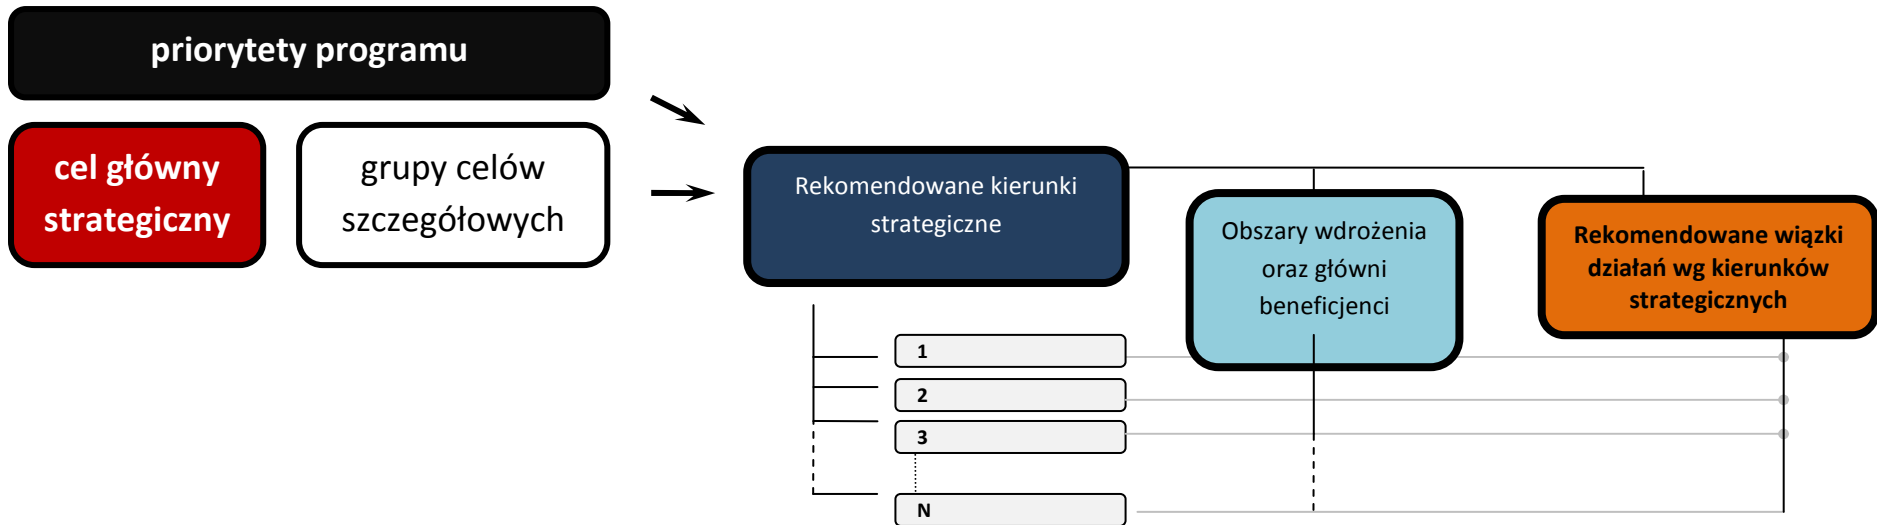 priorytety programu
cel główny
strategiczny
grupy celów
szczegółowych
Rekomendowane kierunki
strategiczne
Obszary wdrożenia
oraz główni
beneficjenci
Rekomendowane wiązki
działań wg kierunków
strategicznych
1
2
3
N